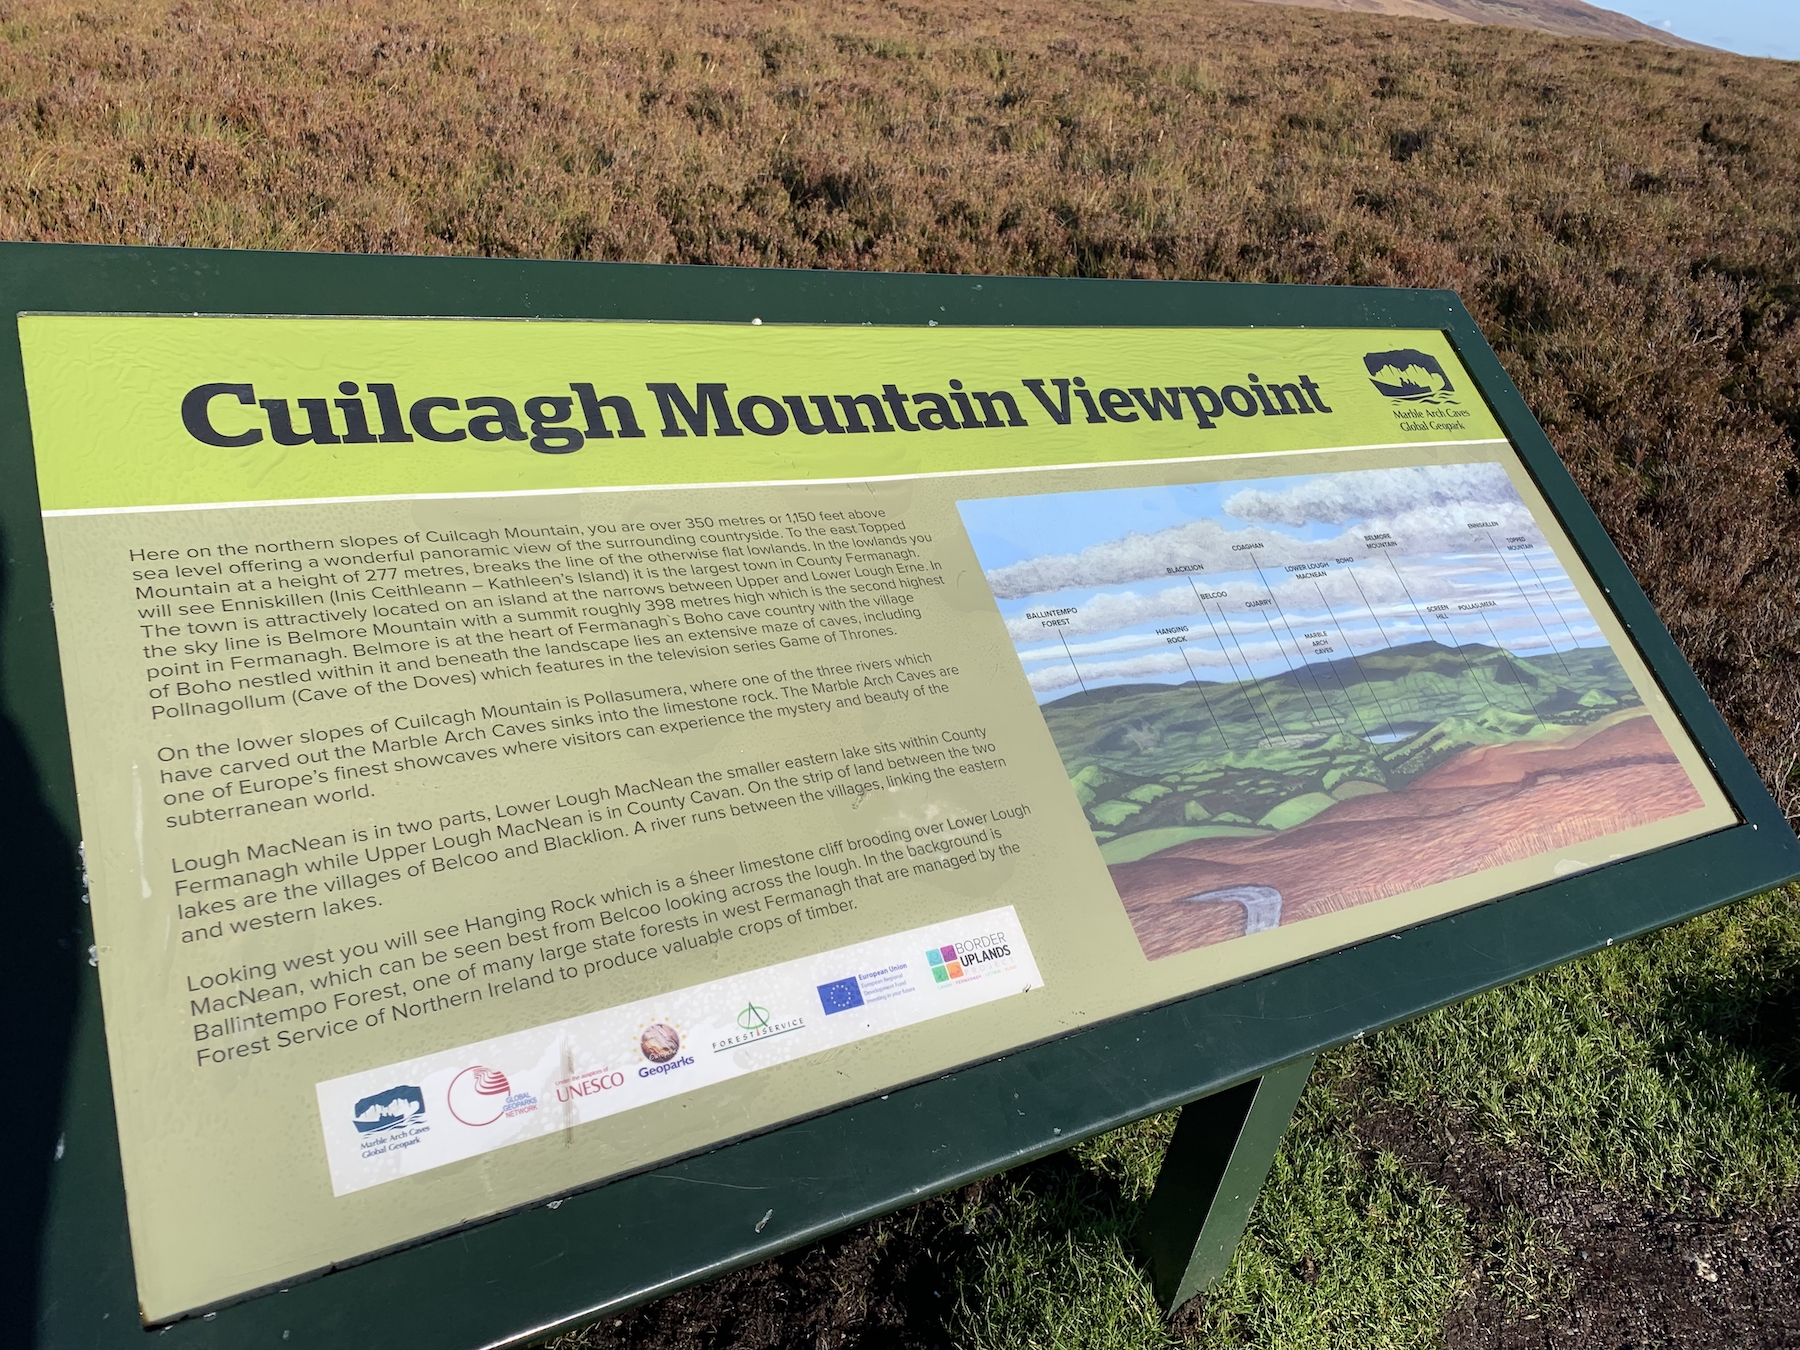 Cuilcagh Mountain Viewpoint
Marble Arch Caves
Global Geopark
Here on the northern slopes of Cuilcagh Mountain, you are over 350 metres or 1,150 feet above
sea level offering a wonderful panoramic view of the surrounding countryside. To the east Topped
Mountain at a height of 277 metres, breaks the line of the otherwise flat lowlands. In the lowlands you
will see Enniskillen (Inis Ceithleann – Kathleen's Island) it is the largest town in County Fermanagh.
The town is attractively located on an island at the narrows between Upper and Lower Lough Erne. In
the sky line is Belmore Mountain with a summit roughly 398 metres high which is the second highest
point in Fermanagh. Belmore is at the heart of Fermanagh`s Boho cave country with the village
of Boho nestled within it and beneath the landscape lies an extensive maze of caves, including
Pollnagollum (Cave of the Doves) which features in the television series Game of Thrones.
On the lower slopes of Cuilcagh Mountain is Pollasumera, where one of the three rivers which
have carved out the Marble Arch Caves sinks into the limestone rock. The Marble Arch Caves are
one of Europe's finest showcaves where visitors can experience the mystery and beauty of the
subterranean world.
Lough MacNean is in two parts, Lower Lough MacNean the smaller eastern lake sits within County
Fermanagh while Upper Lough MacNean is in County Cavan. On the strip of land between the two
lakes are the villages of Belcoo and Blacklion. A river runs between the villages, linking the eastern
and western lakes.
Looking west you will see Hanging Rock which is a sheer limestone cliff brooding over Lower Lough
MacNean, which can be seen best from Belcoo looking across the lough. In the background is
Ballintempo Forest, one of many large state forests in west Fermanagh that are managed by the
Forest Service of Northern Ireland to produce valuable crops of timber.
BALLINTEMPO
FOREST
HANGING
ROCK
BLACKLION
BELCOO
COAGHAN
QUARRY
LOWER LOUGH
MACNEAN
MARBLE
ARCH
CAVES
BOHO
BELMORE
MOUNTAIN
SCREEN
HILL
POLLASUMERA
ENNISKILLEN
TOPPED
MOUNTAIN
Marble Arch Caves
Global Geopark
GLOBAL
GEOPARKS
NETWORK
Under the auspices of
UNESCO
Geoparks
FOREST SERVICE
European Union
European Regional
Development Fund
Investing in your future
BORDER
UPLANDS
PROJECT